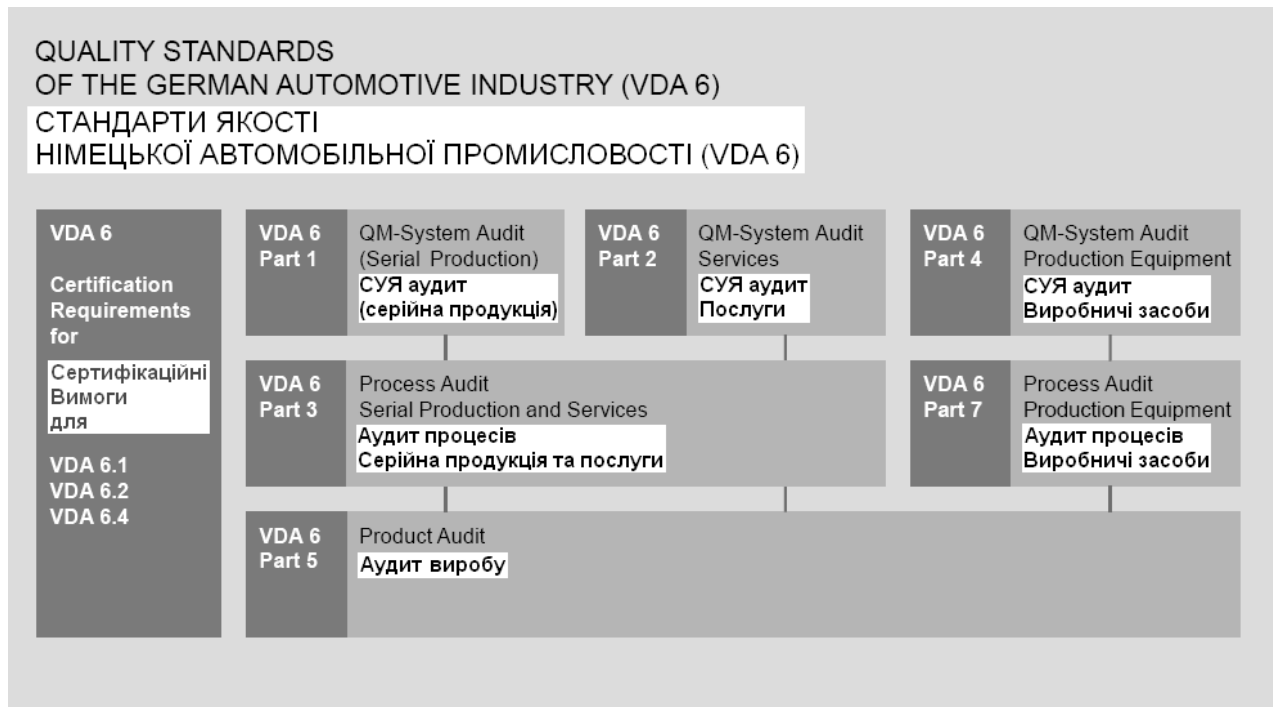 QUALITY STANDARDS
OF THE GERMAN AUTOMOTIVE INDUSTRY (VDA 6)
СТАНДАРТИ ЯКОСТІ
НІМЕЦЬКОЇ АВТОМОБІЛЬНОЇ ПРОМИСЛОВОСТІ (VDA 6)
VDA 6
Certification
Requirements
for
Сертифікаційні
Вимоги
для
VDA 6.1
VDA 6.2
VDA 6.4
VDA 6
Part 1
QM-System Audit
(Serial Production)
СУЯ аудит
(серійна продукція)
VDA 6
Part 2
QM-System Audit
Services
СУЯ аудит
Послуги
VDA 6
Part 4
QM-System Audit
Production Equipment
СУЯ аудит
Виробничі засоби
VDA 6
Part 3
Process Audit
Serial Production and Services
Аудит процесів
Серійна продукція та послуги
VDA 6
Part 7
Process Audit
Production Equipment
Аудит процесів
Виробничі засоби
VDA 6
Part 5
Product Audit
Аудит виробу